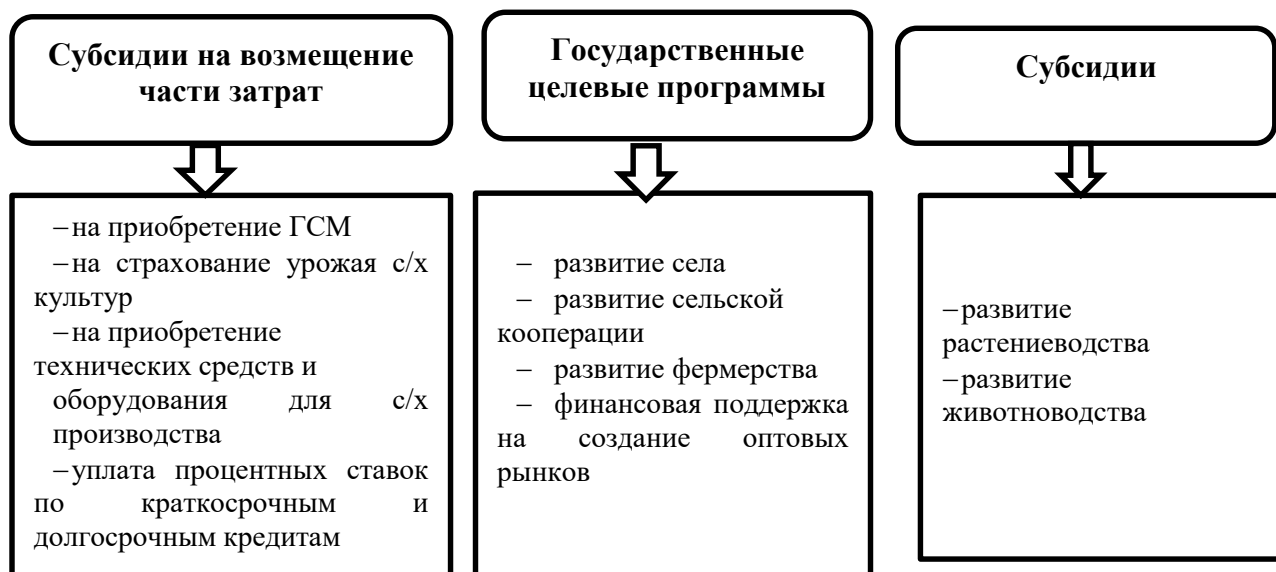 Субсидии на возмещение
части затрат
–на приобретение ГСМ
–на страхование урожая с/х
культур
–на приобретение
технических средств и
оборудования для с/х
производства
–уплата процентных ставок
по краткосрочным и
долгосрочным кредитам
Государственные
целевые программы
– развитие села
– развитие сельской
кооперации
– развитие фермерства
– финансовая поддержка
на создание оптовых
рынков
Субсидии
–развитие
растениеводства
–развитие
животноводства